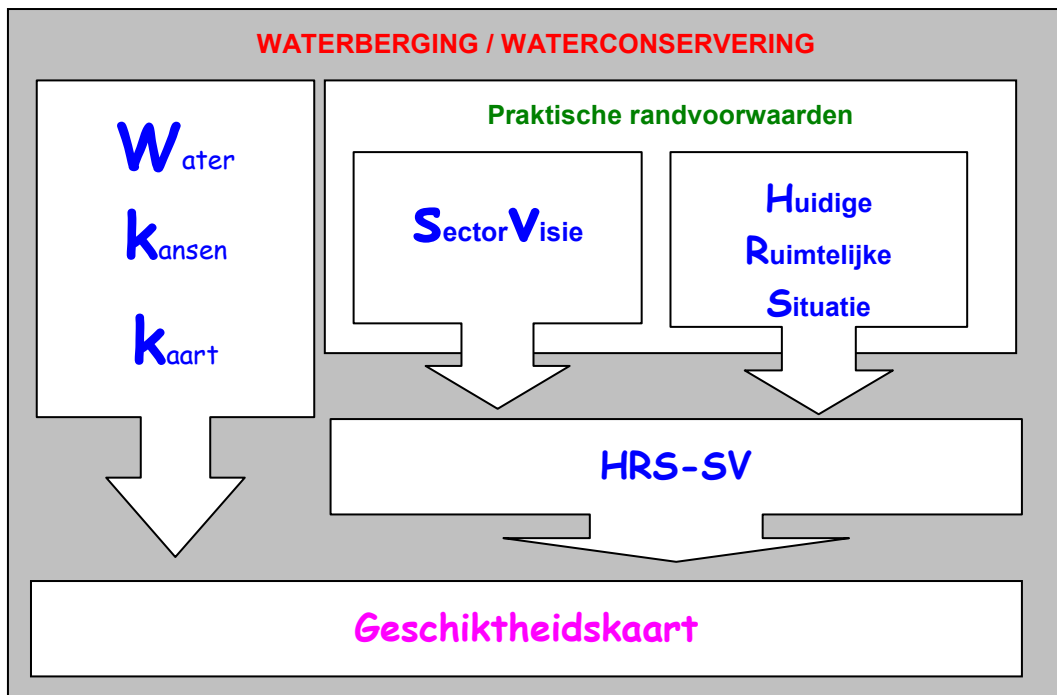 WATERBERGING / WATERCONSERVERING
Water
kansen
kaart
Praktische randvoorwaarden
SectorVisie
Huidige
Ruimtelijke
Situatie
HRS-SV
Geschiktheidskaart